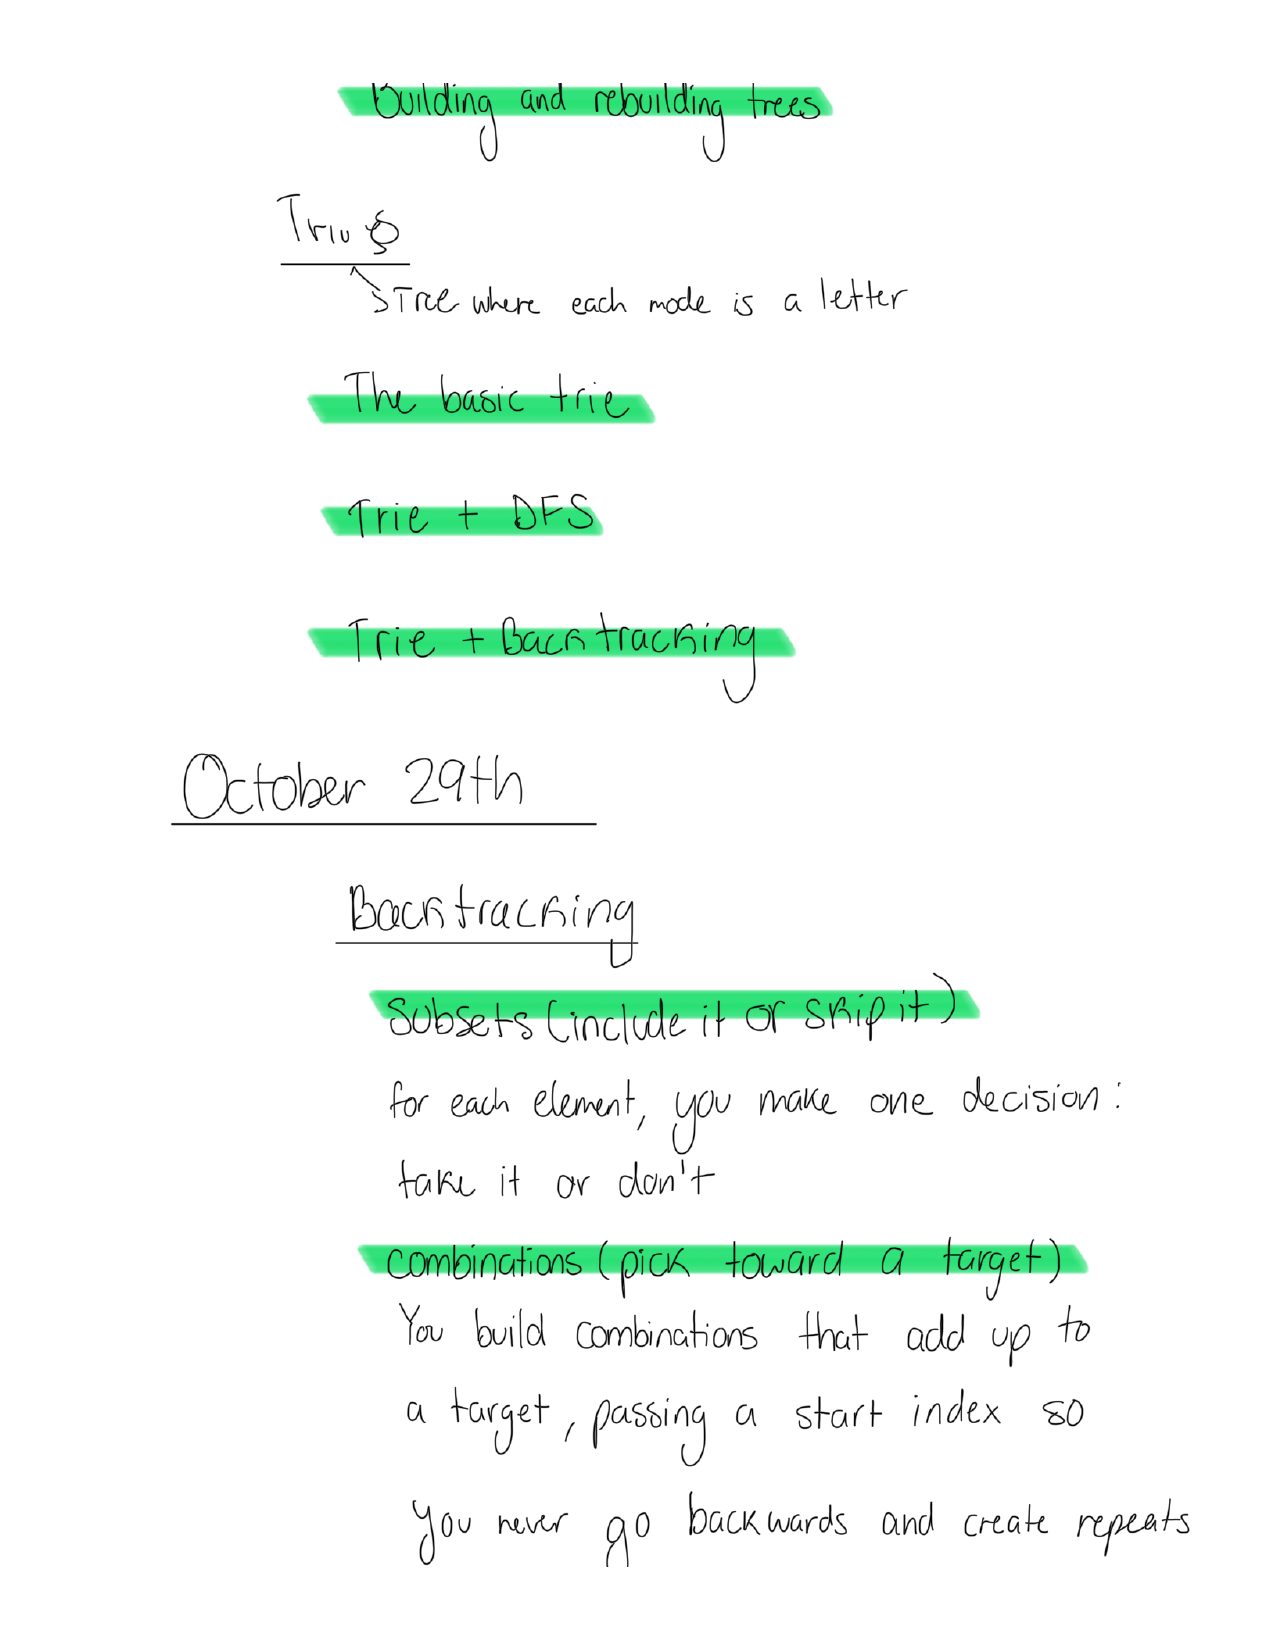 Building and rebuilding trees
Tries
Tree where each node is a letter
The basic trie
Trie + DFS
Trie + Backtracking
October 29th
Backtracking
Subsets (include it or skip it)
for each element, you make one decision:
take it or don't
combinations (pick toward a target)
You build combinations that add up to
a target, passing a start index so
you never go backwards and create repeats